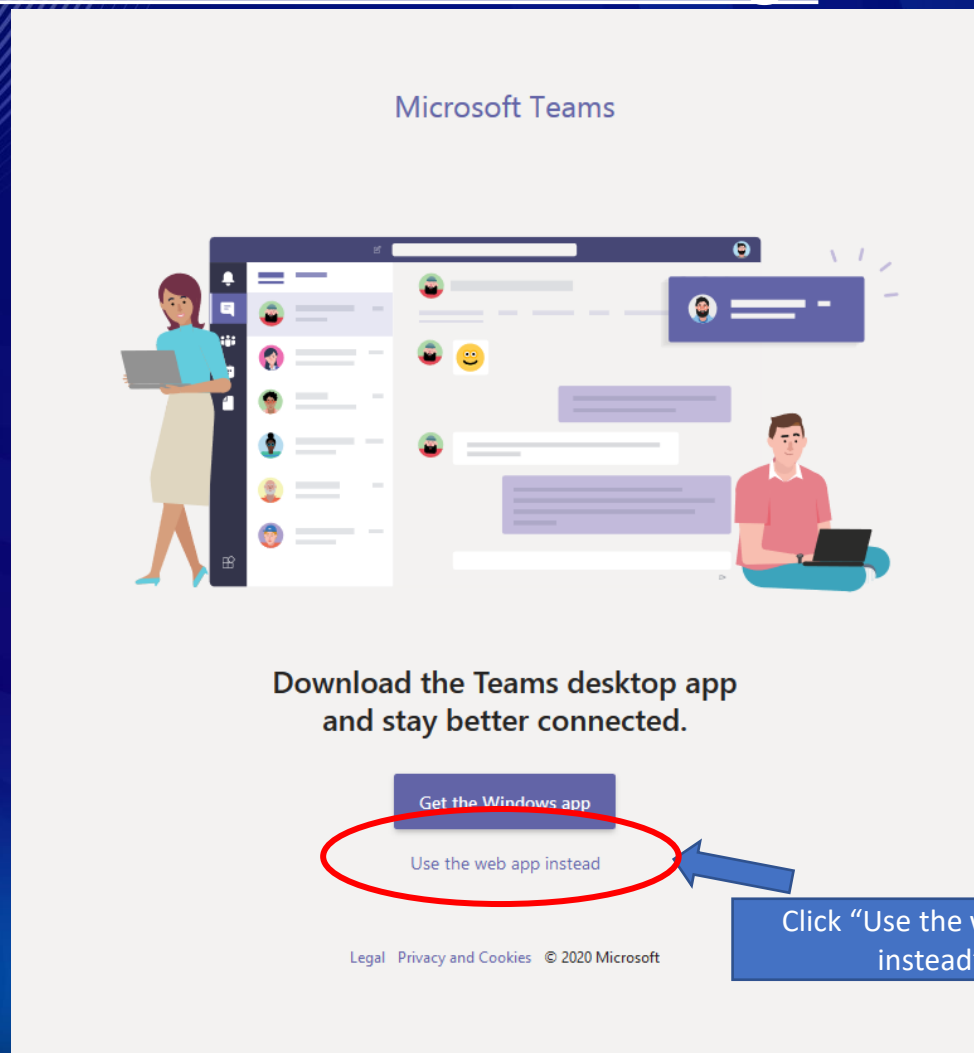 Microsoft Teams
Download the Teams desktop app
and stay better connected.
Get the Windows app
Use the web app instead
Click “Use the
instead
Legal Privacy and Cookies © 2020 Microsoft